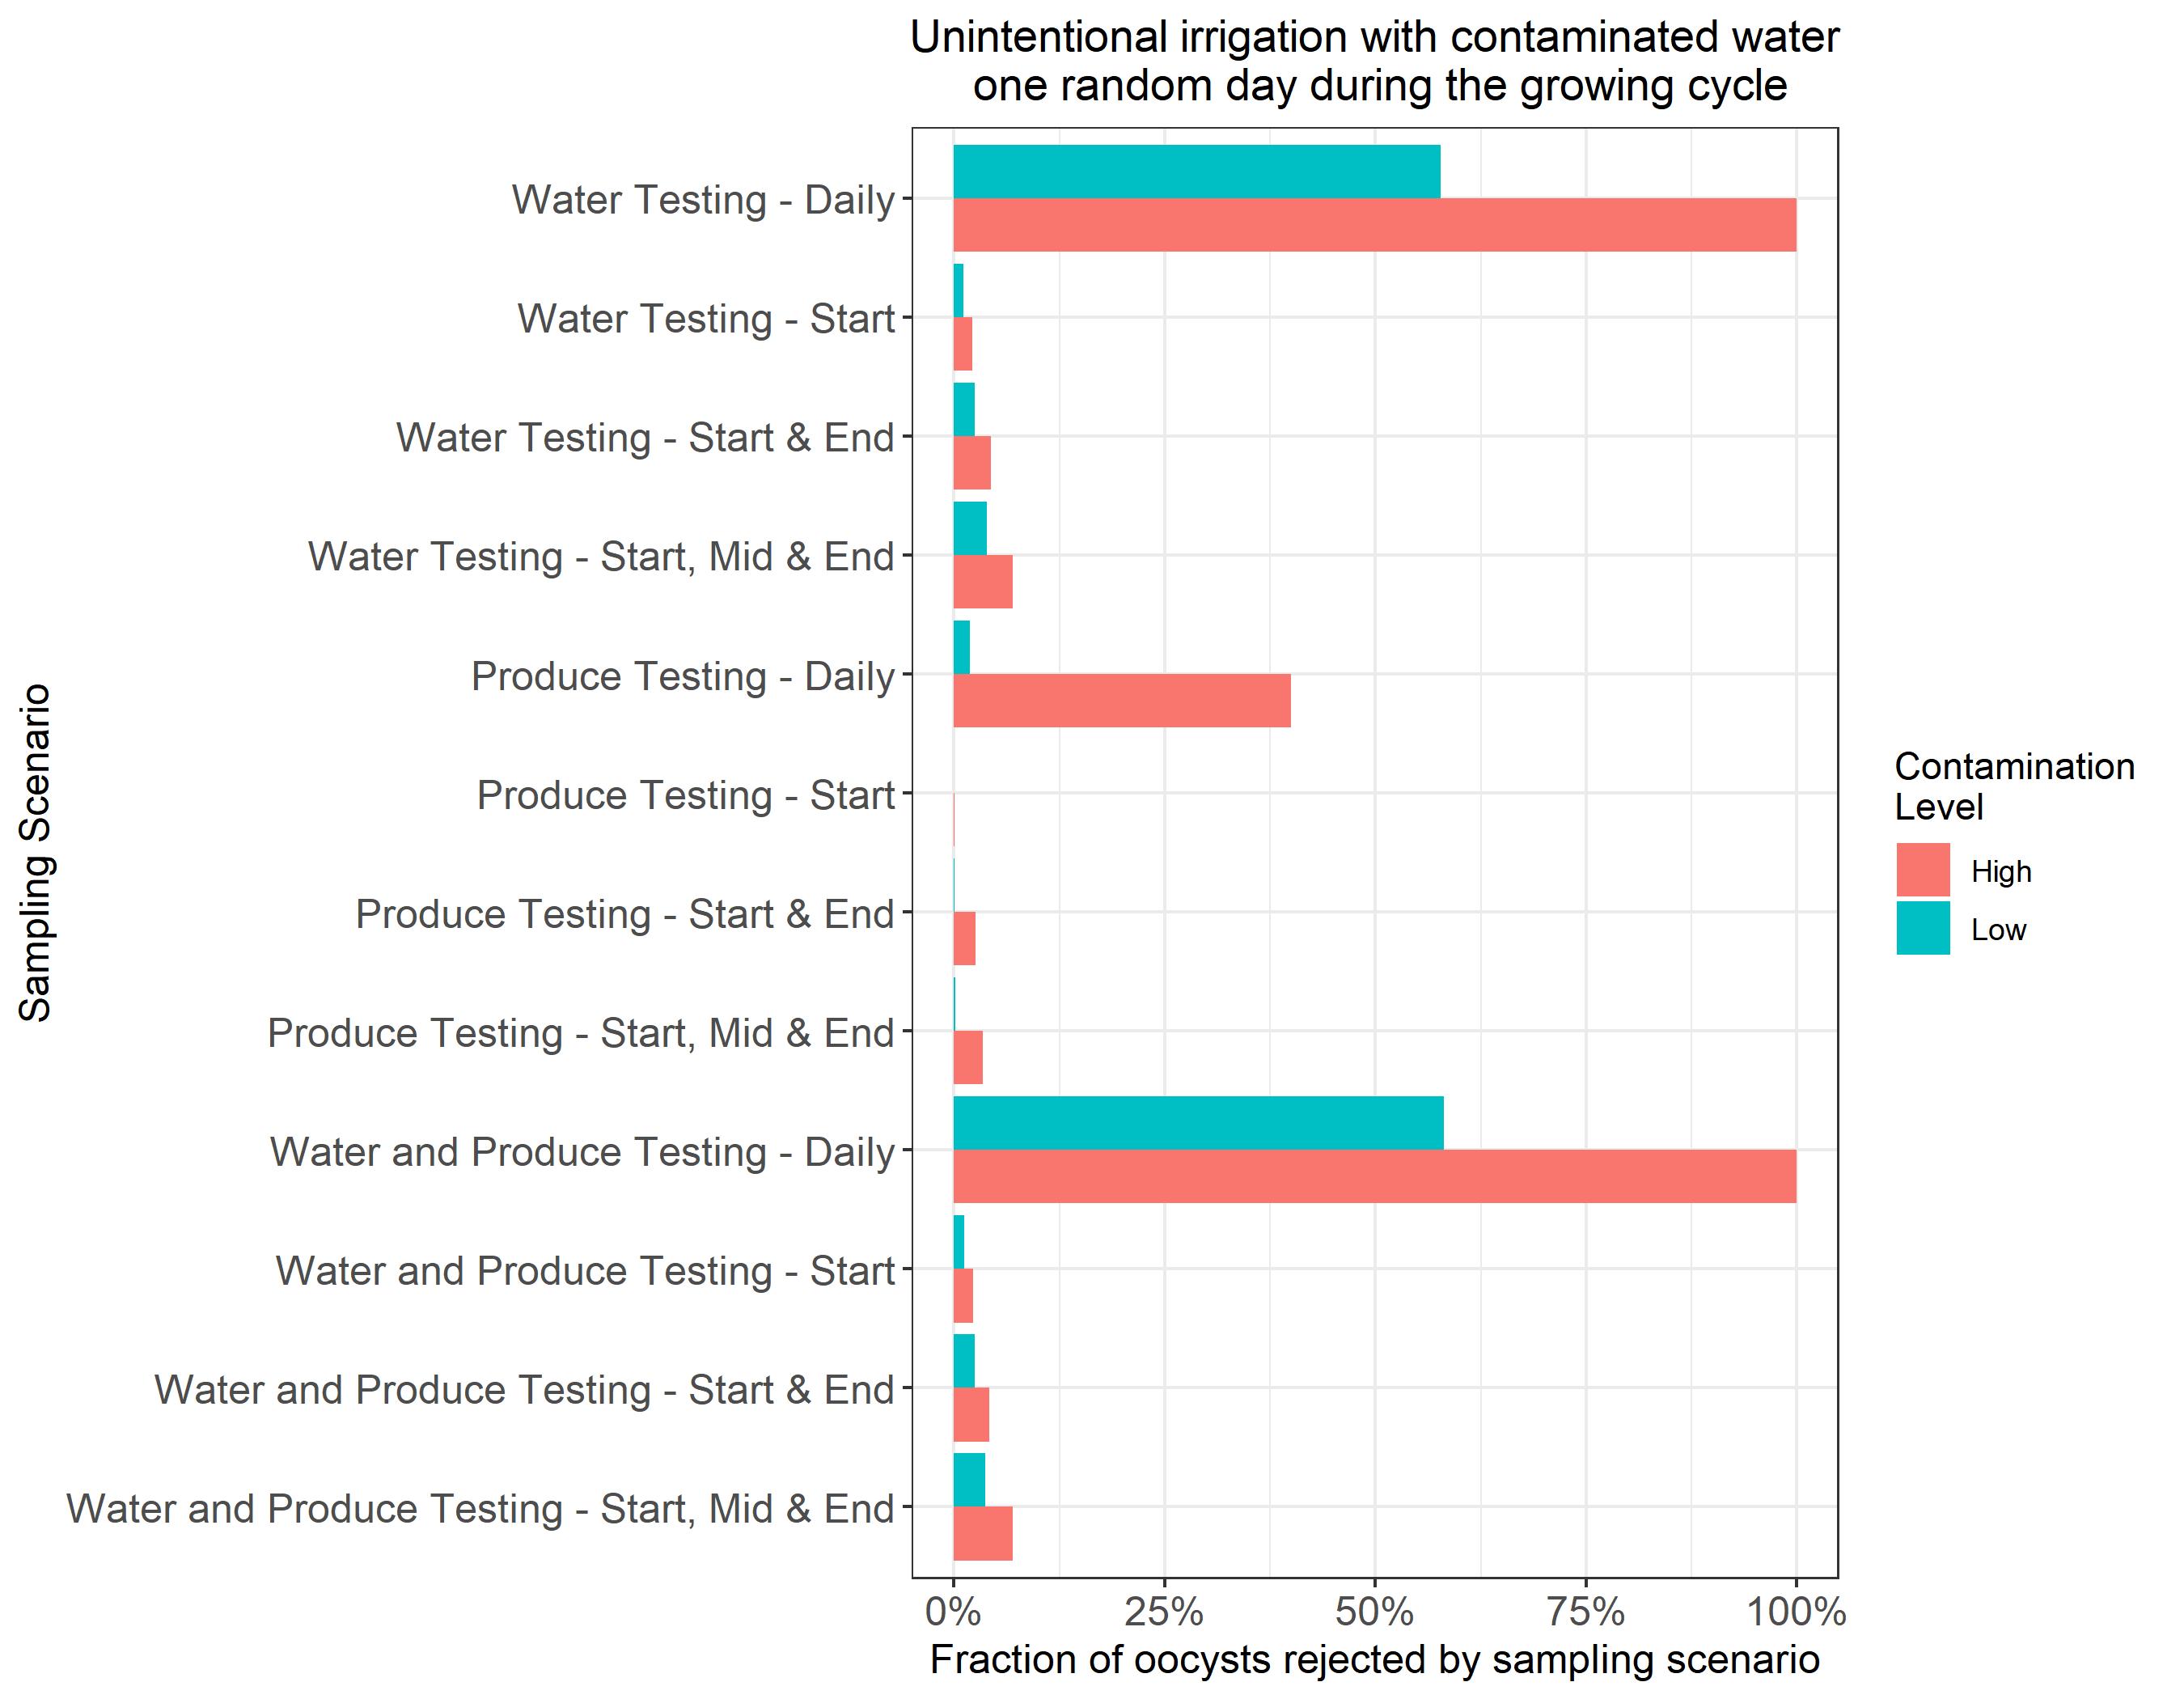 Unintentional irrigation with contaminated water
one random day during the growing cycle
Water Testing - Daily
Water Testing - Start
Water Testing - Start & End
Water Testing - Start, Mid & End
Produce Testing - Daily
Produce Testing - Start
Produce Testing - Start & End
Produce Testing - Start, Mid & End
Water and Produce Testing - Daily
Water and Produce Testing - Start
Water and Produce Testing - Start & End
Water and Produce Testing - Start, Mid & End
Sampling Scenario
0% 25% 50% 75% 100%
Fraction of oocysts rejected by sampling scenario
Contamination
Level
High
Low